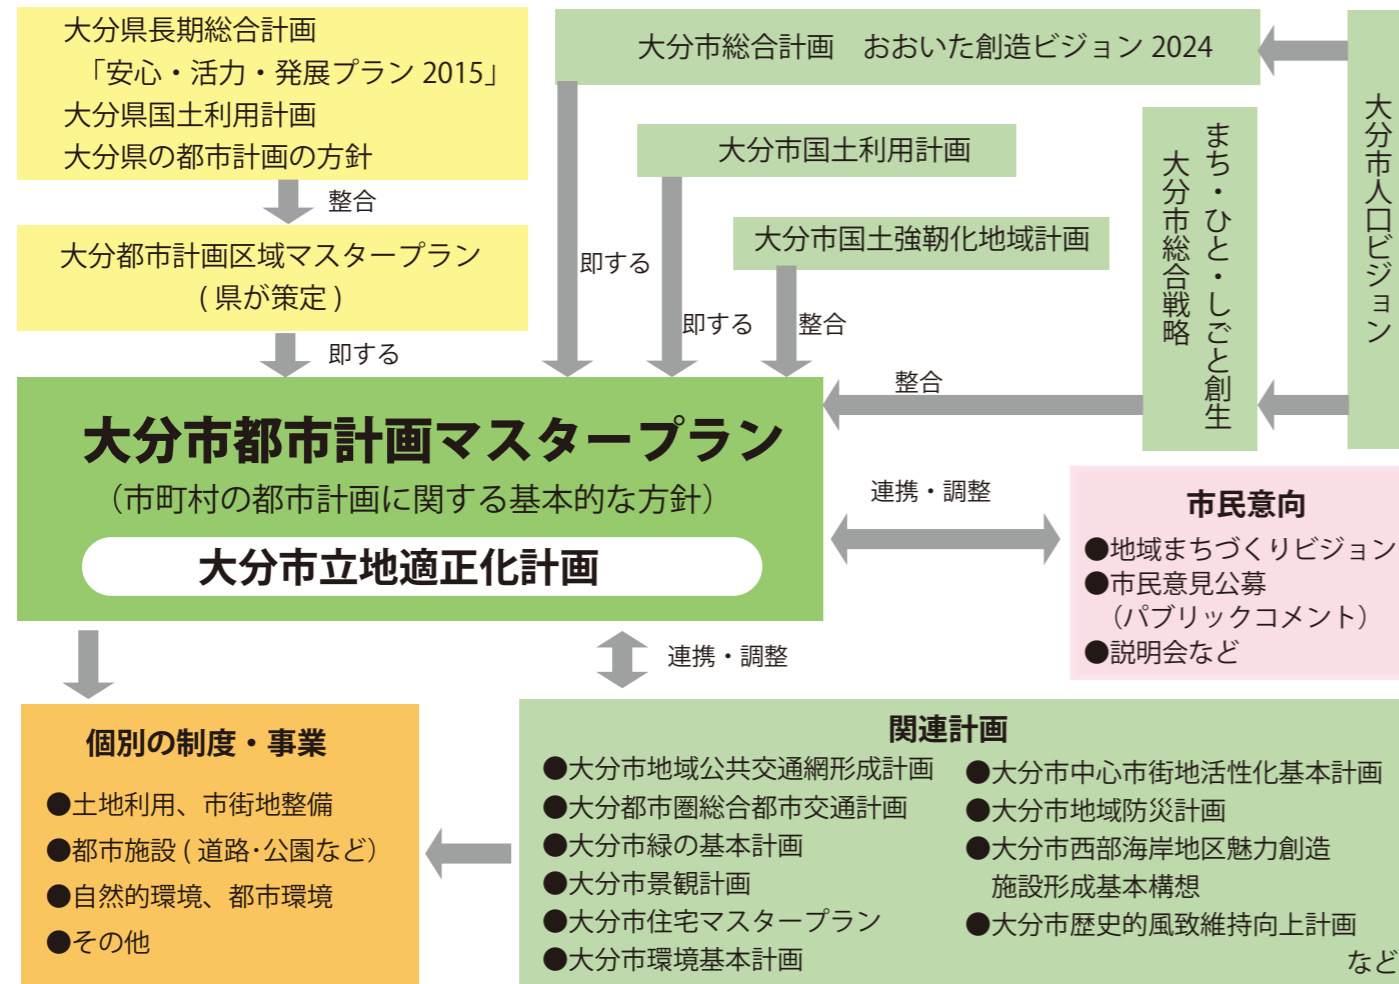 大分県長期総合計画
「安心・活力・発展プラン 2015」
大分県国土利用計画
大分県の都市計画の方針
整合
大分都市計画区域マスタープラン
( 県が策定 )
即する
大分市総合計画　おおいた創造ビジョン 2024
即する
大分市国土利用計画
即する
大分市国土強靭化地域計画
整合
まち・ひと・しごと創生
大分市総合戦略
整合
大分市人口ビジョン
大分市都市計画マスタープラン
（市町村の都市計画に関する基本的な方針）
大分市立地適正化計画
連携・調整
市民意向
●地域まちづくりビジョン
●市民意見公募
（パブリックコメント）
●説明会など
連携・調整
個別の制度・事業
●土地利用、市街地整備
●都市施設 ( 道路･公園など）
●自然的環境、都市環境
●その他
関連計画
●大分市地域公共交通網形成計画
●大分都市圏総合都市交通計画
●大分市緑の基本計画
●大分市景観計画
●大分市住宅マスタープラン
●大分市環境基本計画
●大分市中心市街地活性化基本計画
●大分市地域防災計画
●大分市西部海岸地区魅力創造
施設形成基本構想
●大分市歴史的風致維持向上計画
など